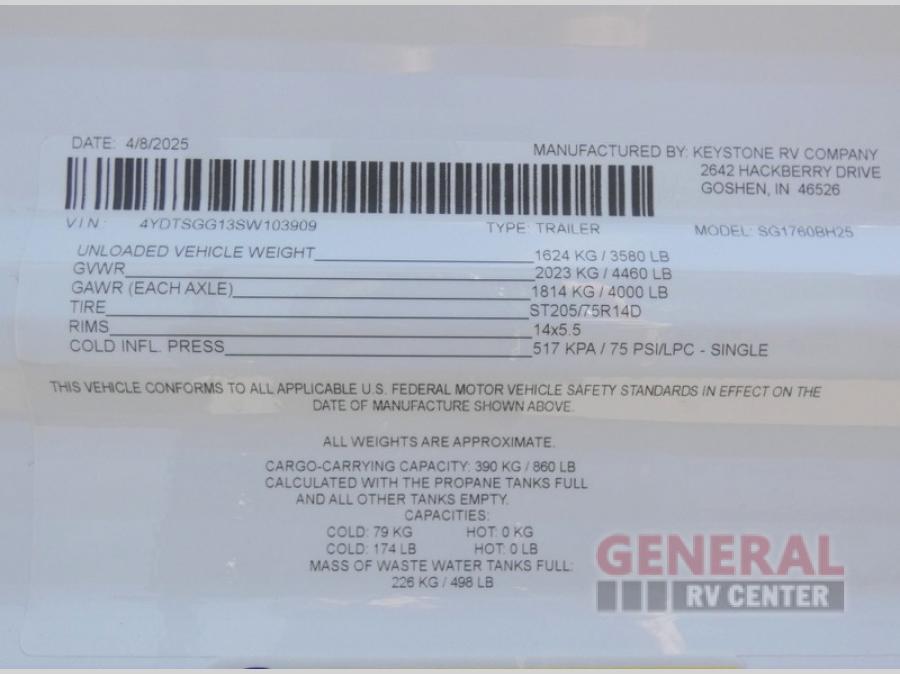 DATE: 4/8/2025
MANUFACTURED BY: KEYSTONE RV COMPANY
2642 HACKBERRY DRIVE
GOSHEN, IN 46526
VIN: 4YDTSGG13SW103909 TYPE: TRAILER MODEL: SG1760BH25
UNLOADED VEHICLE WEIGHT 1624 KG / 3580 LB
GVWR 2023 KG / 4460 LB
GAWR (EACH AXLE) 1814 KG / 4000 LB
TIRE ST205/75R14D
RIMS 14x5.5
COLD INFL. PRESS 517 KPA / 75 PSI/LPC - SINGLE
THIS VEHICLE CONFORMS TO ALL APPLICABLE U.S. FEDERAL MOTOR VEHICLE SAFETY STANDARDS IN EFFECT ON THE
DATE OF MANUFACTURE SHOWN ABOVE.
ALL WEIGHTS ARE APPROXIMATE.
CARGO-CARRYING CAPACITY: 390 KG / 860 LB
CALCULATED WITH THE PROPANE TANKS FULL
AND ALL OTHER TANKS EMPTY.
CAPACITIES:
COLD: 79 KG HOT: 0 KG
COLD: 174 LB HOT: 0 LB
MASS OF WASTE WATER TANKS FULL:
226 KG / 498 LB
GENERAL
RV CENTER